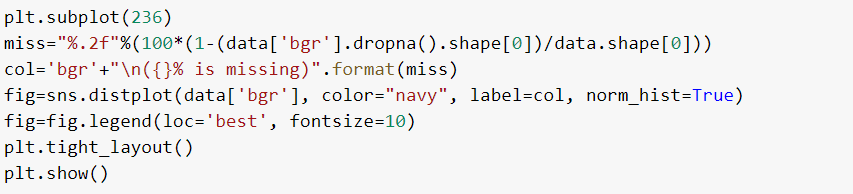 plt.subplot(236)
miss="%.2f"%(100*(1-(data['bgr'].dropna().shape[0])/data.shape[0]))
col='bgr'+"\n({}% is missing)".format(miss)
fig=sns.distplot(data['bgr'], color="navy", label=col, norm_hist=True)
fig=fig.legend(loc='best', fontsize=10)
plt.tight_layout()
plt.show()